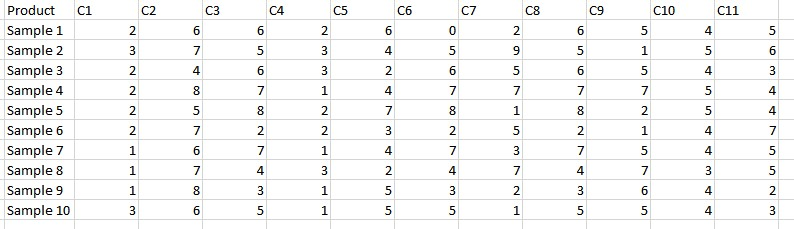 Product C1 C2 C3 C4 C5 C6 C7 C8 C9 C10 C11
Sample 1 2 6 6 2 6 0 2 6 5 4 5
Sample 2 3 7 5 3 4 5 9 5 1 5 6
Sample 3 2 4 6 3 2 6 5 6 5 4 3
Sample 4 2 8 7 1 4 7 7 7 7 5 4
Sample 5 2 5 8 2 7 8 1 8 2 5 4
Sample 6 2 7 2 2 3 2 5 2 1 4 7
Sample 7 1 6 7 1 4 7 3 7 5 4 5
Sample 8 1 7 4 3 2 4 7 4 7 3 5
Sample 9 1 8 3 1 5 3 2 3 6 4 2
Sample 10 3 6 5 1 5 5 1 5 5 4 3